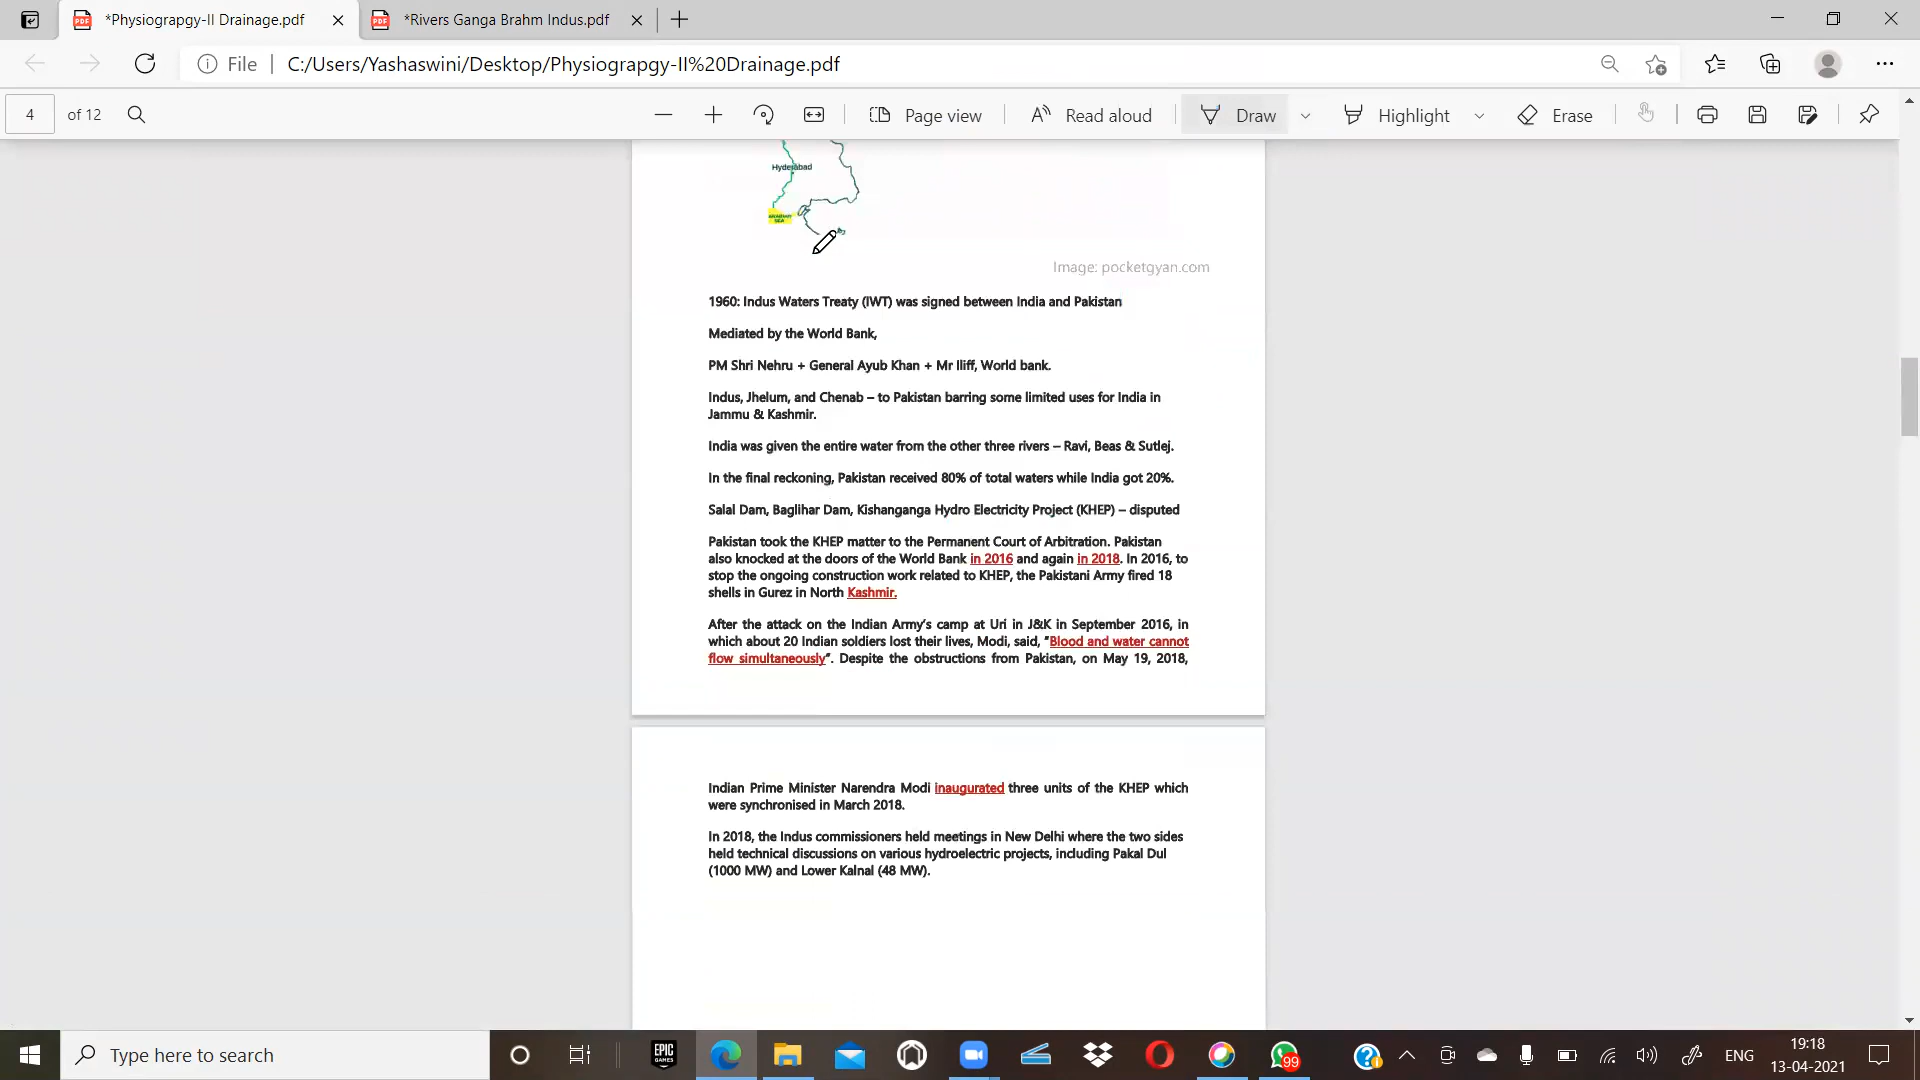 *Physiograpgy-II Drainage.pdf
*Rivers Ganga Brahm Indus.pdf
File
C:/Users/Yashaswini/Desktop/Physiograpgy-II%20Drainage.pdf
4
of 12
Page view
Read aloud
Draw
Highlight
Erase
Hyderabad
ARABIAN
SEA
Image: pocketgyan.com
1960: Indus Waters Treaty (IWT) was signed between India and Pakistan
Mediated by the World Bank,
PM Shri Nehru + General Ayub Khan + Mr Iliff, World bank.
Indus, Jhelum, and Chenab – to Pakistan barring some limited uses for India in
Jammu & Kashmir.
India was given the entire water from the other three rivers – Ravi, Beas & Sutlej.
In the final reckoning, Pakistan received 80% of total waters while India got 20%.
Salal Dam, Baglihar Dam, Kishanganga Hydro Electricity Project (KHEP) – disputed
Pakistan took the KHEP matter to the Permanent Court of Arbitration. Pakistan
also knocked at the doors of the World Bank in 2016 and again in 2018. In 2016, to
stop the ongoing construction work related to KHEP, the Pakistani Army fired 18
shells in Gurez in North Kashmir.
After the attack on the Indian Army's camp at Uri in J&K in September 2016, in
which about 20 Indian soldiers lost their lives, Modi, said, "Blood and water cannot
flow simultaneously". Despite the obstructions from Pakistan, on May 19, 2018,
Indian Prime Minister Narendra Modi inaugurated three units of the KHEP which
were synchronised in March 2018.
In 2018, the Indus commissioners held meetings in New Delhi where the two sides
held technical discussions on various hydroelectric projects, including Pakal Dul
(1000 MW) and Lower Kalnal (48 MW).
Type here to search
EPIC
GAMES
99
ENG
19:18
13-04-2021